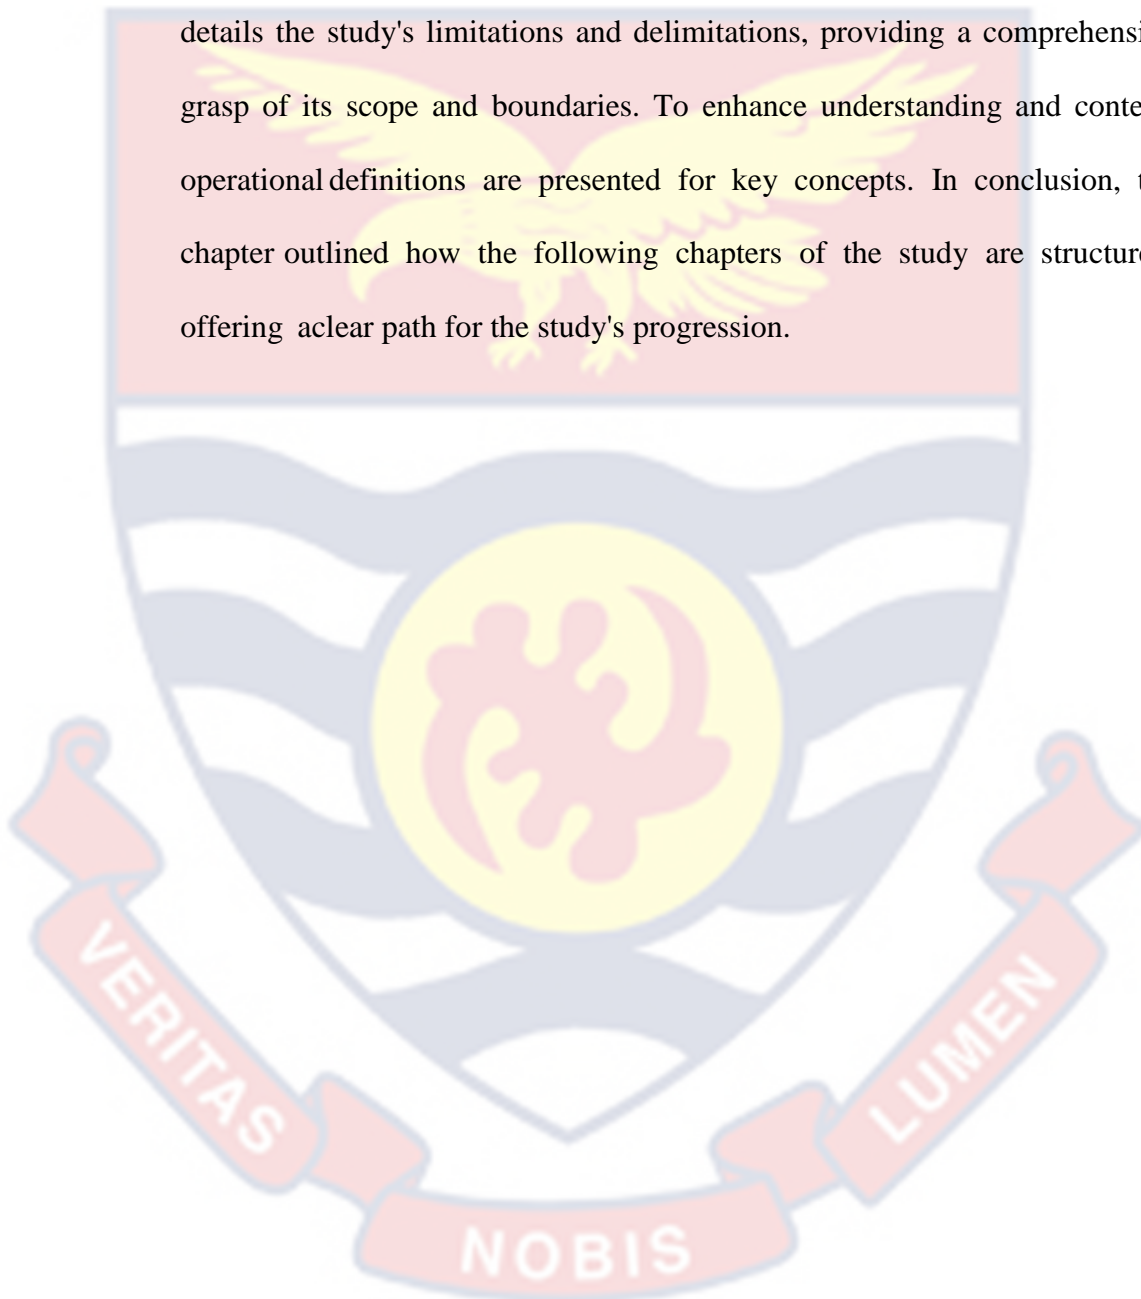 details the study's limitations and delimitations, providing a comprehensi
grasp of its scope and boundaries. To enhance understanding and conte
operational definitions are presented for key concepts. In conclusion, t
chapter outlined how the following chapters of the study are structure
offering aclear path for the study's progression.
VERITAS
NOBIS
LUMEN